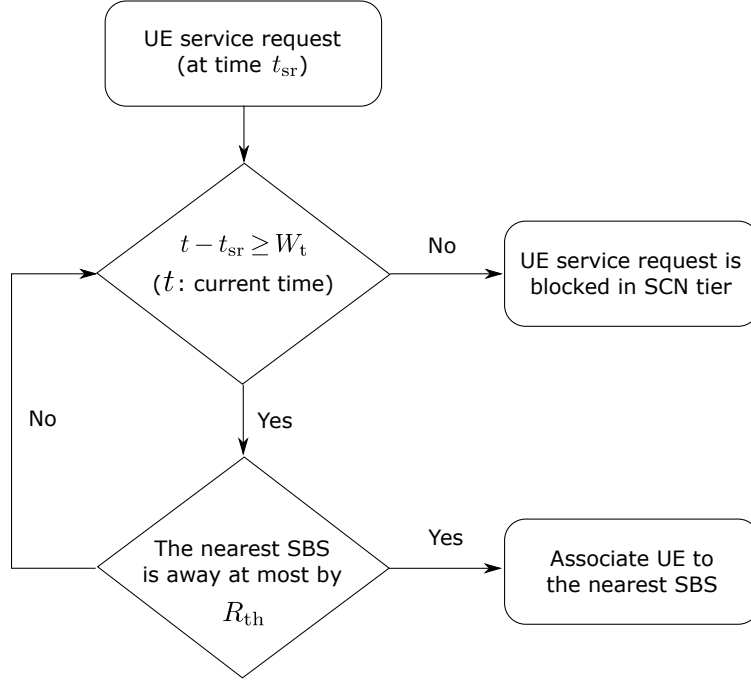 UE service request
(at time t_sr)
t − t_sr ≥ W_t
(t: current time)
No
UE service request is
blocked in SCN tier
No
Yes
The nearest SBS
is away at most by
R_th
Yes
Associate UE to
the nearest SBS